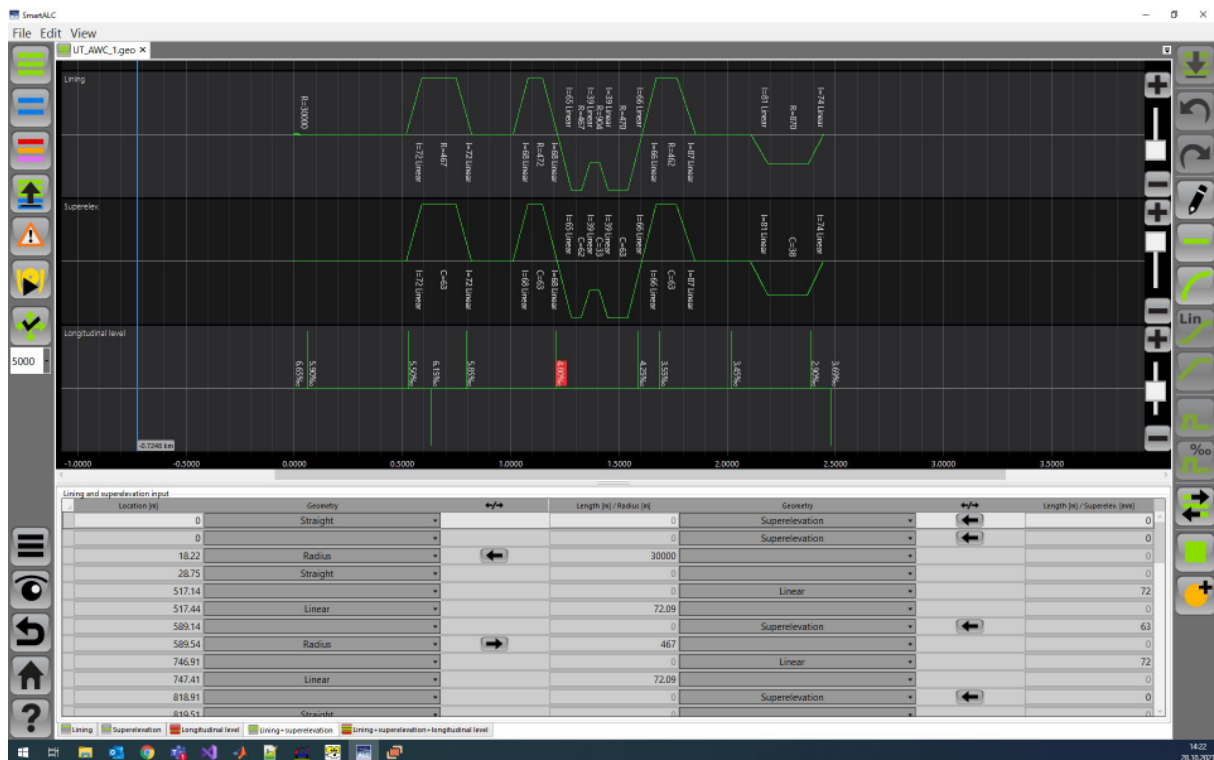 SmartALC
File Edit View
UT_AWC_1.geo ×
Lining
R=30000
I=72 Linear
R=467
I=72 Linear
I=68 Linear
R=472
I=68 Linear
I=65 Linear
R=467
I=39 Linear
R=904
I=39 Linear
R=470
I=66 Linear
I=66 Linear
R=462
I=87 Linear
I=81 Linear
R=870
I=74 Linear
Superelev.
I=72 Linear
C=63
I=72 Linear
I=68 Linear
C=63
I=68 Linear
I=65 Linear
C=62
I=39 Linear
C=33
I=39 Linear
C=63
I=66 Linear
I=66 Linear
C=63
I=87 Linear
I=81 Linear
C=38
I=74 Linear
Longitudinal level
6.65‰
5.90‰
5.50‰
6.15‰
5.85‰
4.00‰
4.25‰
3.55‰
3.45‰
2.90‰
3.69‰
-0.7248 km
-1.0000 -0.5000 0.0000 0.5000 1.0000 1.5000 2.0000 2.5000 3.0000 3.5000
5000
Lin
‰
Lining and superelevation input
Location [m] Geometry ←/→ Length [m] / Radius [m] Geometry ←/→ Length [m] / Superelev. [mm]
0 Straight 0 Superelevation 0
0 Superelevation 0
18.22 Radius 30000 0
28.75 Straight 0 0
517.14 0 Linear 72
517.44 Linear 72.09 0
589.14 0 Superelevation 63
589.54 Radius 467 0
746.91 0 Linear 72
747.41 Linear 72.09 0
818.91 0 Superelevation 0
819.51 Straight 0 0
Lining Superelevation Longitudinal level Lining+superelevation Lining+superelevation+longitudinal level
14:22